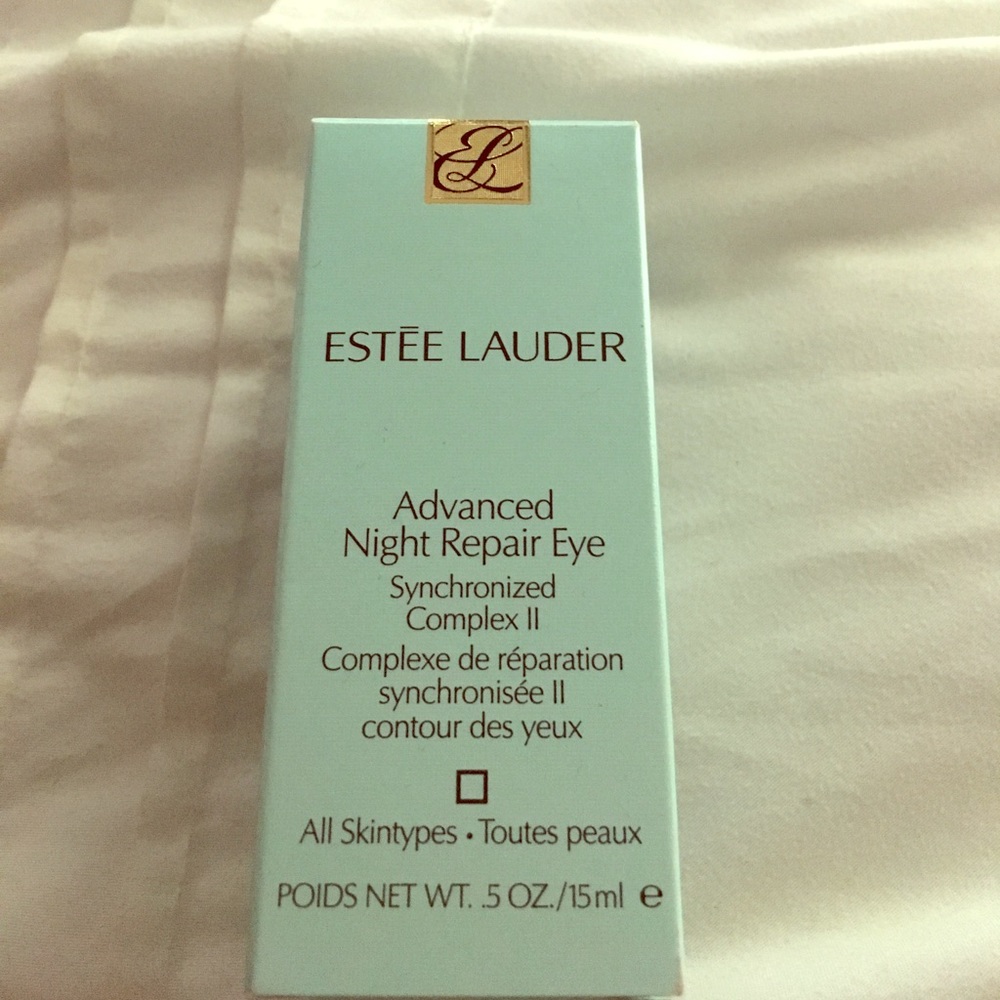 EL
ESTĒE LAUDER
Advanced
Night Repair Eye
Synchronized
Complex II
Complexe de réparation
synchronisée II
contour des yeux
All Skintypes • Toutes peaux
POIDS NET WT. .5 OZ./15ml ℮